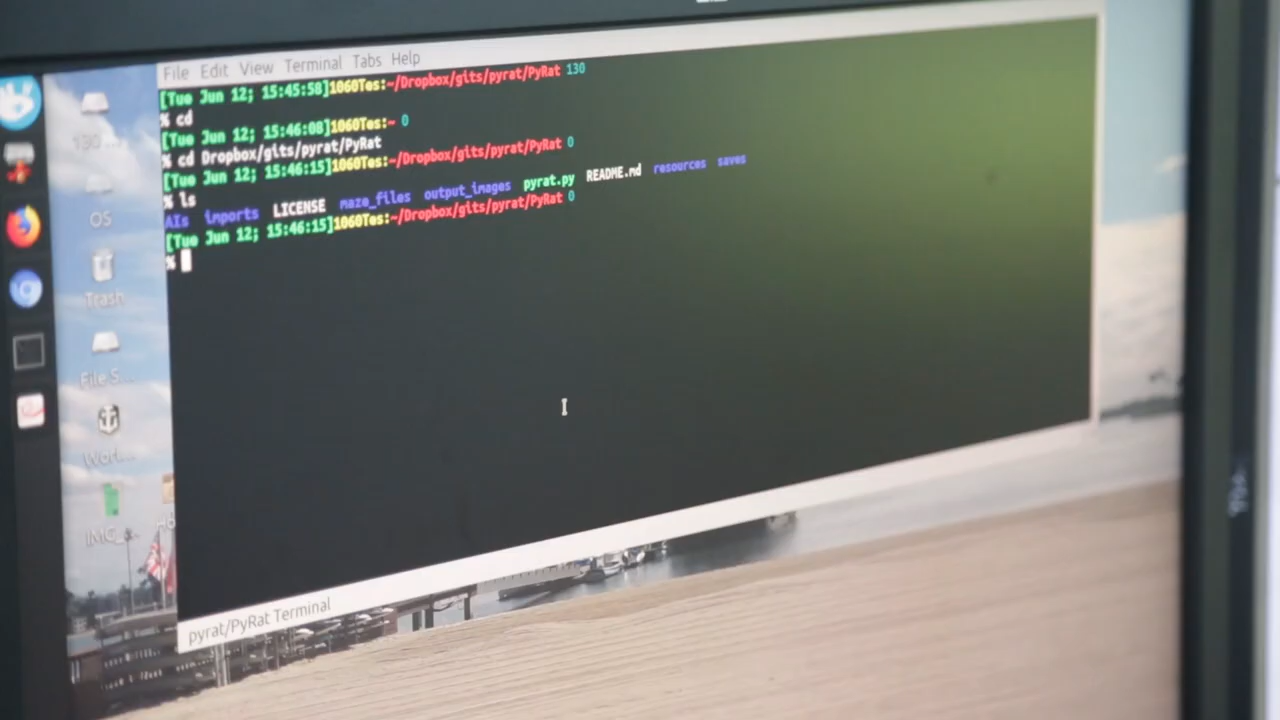 File Edit View Terminal Tabs Help
[Tue Jun 12; 15:45:58]1060Tes:~/Dropbox/gits/pyrat/PyRat 130
% cd
[Tue Jun 12; 15:46:08]1060Tes:~ 0
% cd Dropbox/gits/pyrat/PyRat
[Tue Jun 12; 15:46:15]1060Tes:~/Dropbox/gits/pyrat/PyRat 0
% ls
AIs imports LICENSE maze_files output_images pyrat.py README.md resources saves
[Tue Jun 12; 15:46:15]1060Tes:~/Dropbox/gits/pyrat/PyRat 0
%
OS
Trash
File S...
Worl...
IMG_...
pyrat/PyRat Terminal